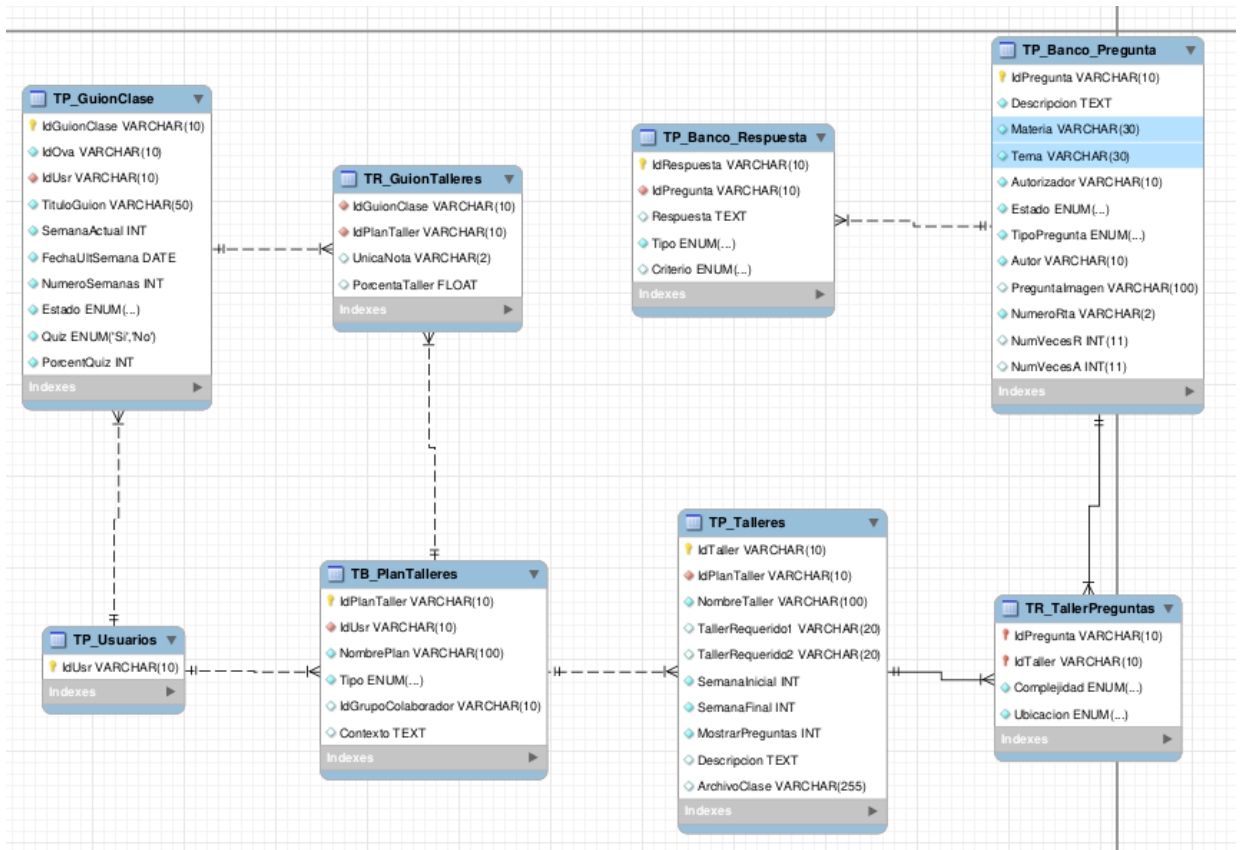 TP_GuionClase
IdGuionClase VARCHAR(10)
IdOva VARCHAR(10)
IdUsr VARCHAR(10)
TituloGuion VARCHAR(50)
SemanaActual INT
FechaUltSemana DATE
NumeroSemanas INT
Estado ENUM(...)
Quiz ENUM('Si','No')
PorcentQuiz INT
Indexes
TR_GuionTalleres
IdGuionClase VARCHAR(10)
IdPlanTaller VARCHAR(10)
UnicaNota VARCHAR(2)
PorcentaTaller FLOAT
Indexes
TP_Banco_Respuesta
IdRespuesta VARCHAR(10)
IdPregunta VARCHAR(10)
Respuesta TEXT
Tipo ENUM(...)
Criterio ENUM(...)
Indexes
TP_Banco_Pregunta
IdPregunta VARCHAR(10)
Descripcion TEXT
Materia VARCHAR(30)
Tema VARCHAR(30)
Autorizador VARCHAR(10)
Estado ENUM(...)
TipoPregunta ENUM(...)
Autor VARCHAR(10)
PreguntaImagen VARCHAR(100)
NumeroRta VARCHAR(2)
NumVecesR INT(11)
NumVecesA INT(11)
Indexes
TP_Usuarios
IdUsr VARCHAR(10)
Indexes
TB_PlanTalleres
IdPlanTaller VARCHAR(10)
IdUsr VARCHAR(10)
NombrePlan VARCHAR(100)
Tipo ENUM(...)
IdGrupoColaborador VARCHAR(10)
Contexto TEXT
Indexes
TP_Talleres
IdTaller VARCHAR(10)
IdPlanTaller VARCHAR(10)
NombreTaller VARCHAR(100)
TallerRequerido1 VARCHAR(20)
TallerRequerido2 VARCHAR(20)
SemanaInicial INT
SemanaFinal INT
MostrarPreguntas INT
Descripcion TEXT
ArchivoClase VARCHAR(255)
Indexes
TR_TallerPreguntas
IdPregunta VARCHAR(10)
IdTaller VARCHAR(10)
Complejidad ENUM(...)
Ubicacion ENUM(...)
Indexes